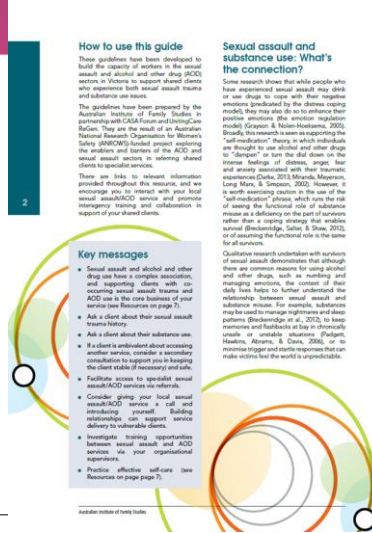 How to use this guide
These guidelines have been developed to
build the capacity of workers in the sexual
assault and alcohol and other drug (AOD)
sectors in Victoria to support shared clients
who experience both sexual assault trauma
and substance use issues.
The guidelines have been prepared by the
Australian Institute of Family Studies in
partnership with CASA Forum and UnitingCare
ReGen. They are the result of an Australian
National Research Organisation for Women's
Safety (ANROWS)-funded project exploring
the enablers and barriers of the AOD and
sexual assault sectors in referring shared
clients to specialist services.
There are links to relevant information
provided throughout this resource, and we
encourage you to interact with your local
sexual assault/AOD service and promote
interagency training and collaboration in
support of your shared clients.
2
Key messages
Sexual assault and alcohol and other
drug use have a complex association,
and supporting clients with co-
occurring sexual assault trauma and
AOD use is the core business of your
service (see Resources on page 7).
Ask a client about their sexual assault
trauma history.
Ask a client about their substance use.
If a client is ambivalent about accessing
another service, consider a secondary
consultation to support you in keeping
the client stable (if necessary) and safe.
Facilitate access to specialist sexual
assault/AOD services via referrals.
Consider giving your local sexual
assault/AOD service a call and
introducing yourself. Building
relationships can support service
delivery to vulnerable clients.
Investigate training opportunities
between sexual assault and AOD
services via your organisational
supervisors.
Practice effective self-care (see
Resources on page page 7).
Sexual assault and
substance use: What's
the connection?
Some research shows that while people who
have experienced sexual assault may drink
or use drugs to cope with their negative
emotions (predicated by the distress coping
model), they may also do so to enhance their
positive emotions (the emotion regulation
model) (Grayson & Nolen-Hoeksema, 2005).
Broadly, this research is seen as supporting the
"self-medication" theory, in which individuals
are thought to use alcohol and other drugs
to "dampen" or turn the dial down on the
intense feelings of distress, anger, fear
and anxiety associated with their traumatic
experiences (Darke, 2013; Miranda, Meyerson,
Long Marx, & Simpson, 2002). However, it
is worth exercising caution in the use of the
"self-medication" phrase, which runs the risk
of seeing the functional role of substance
misuse as a deficiency on the part of survivors
rather than a coping strategy that enables
survival (Breckenridge, Salter, & Shaw, 2012),
or of assuming the functional role is the same
for all survivors.
Qualitative research undertaken with survivors
of sexual assault demonstrates that although
there are common reasons for using alcohol
and other drugs, such as numbing and
managing emotions, the context of their
daily lives helps to further understand the
relationship between sexual assault and
substance misuse. For example, substances
may be used to manage nightmares and sleep
patterns (Breckenridge et al., 2012), to keep
memories and flashbacks at bay in chronically
unsafe or unstable situations (Padgett,
Hawkins, Abrams, & Davis, 2006), or to
minimise trigger and startle responses that can
make victims feel the world is unpredictable.
Australian Institute of Family Studies